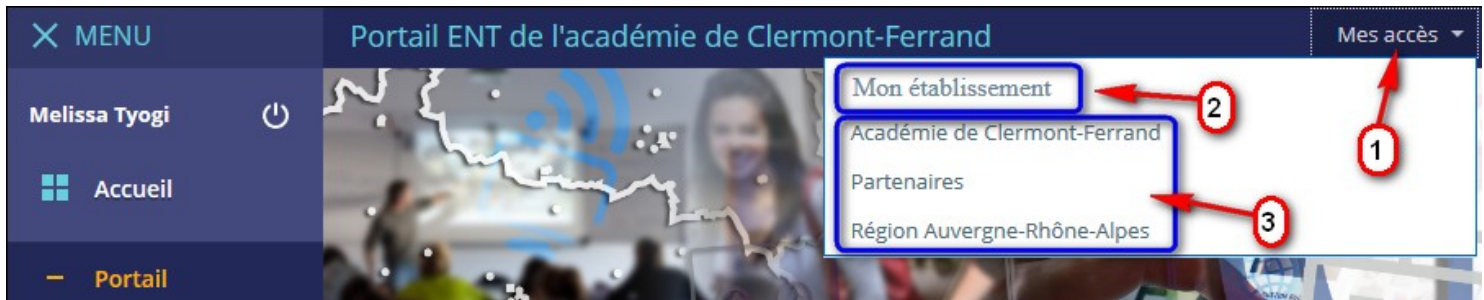 MENU
Portail ENT de l'académie de Clermont-Ferrand
Mes accès
Melissa Tyogi
Accueil
Portail
Mon établissement
Académie de Clermont-Ferrand
Partenaires
Région Auvergne-Rhône-Alpes
1
2
3